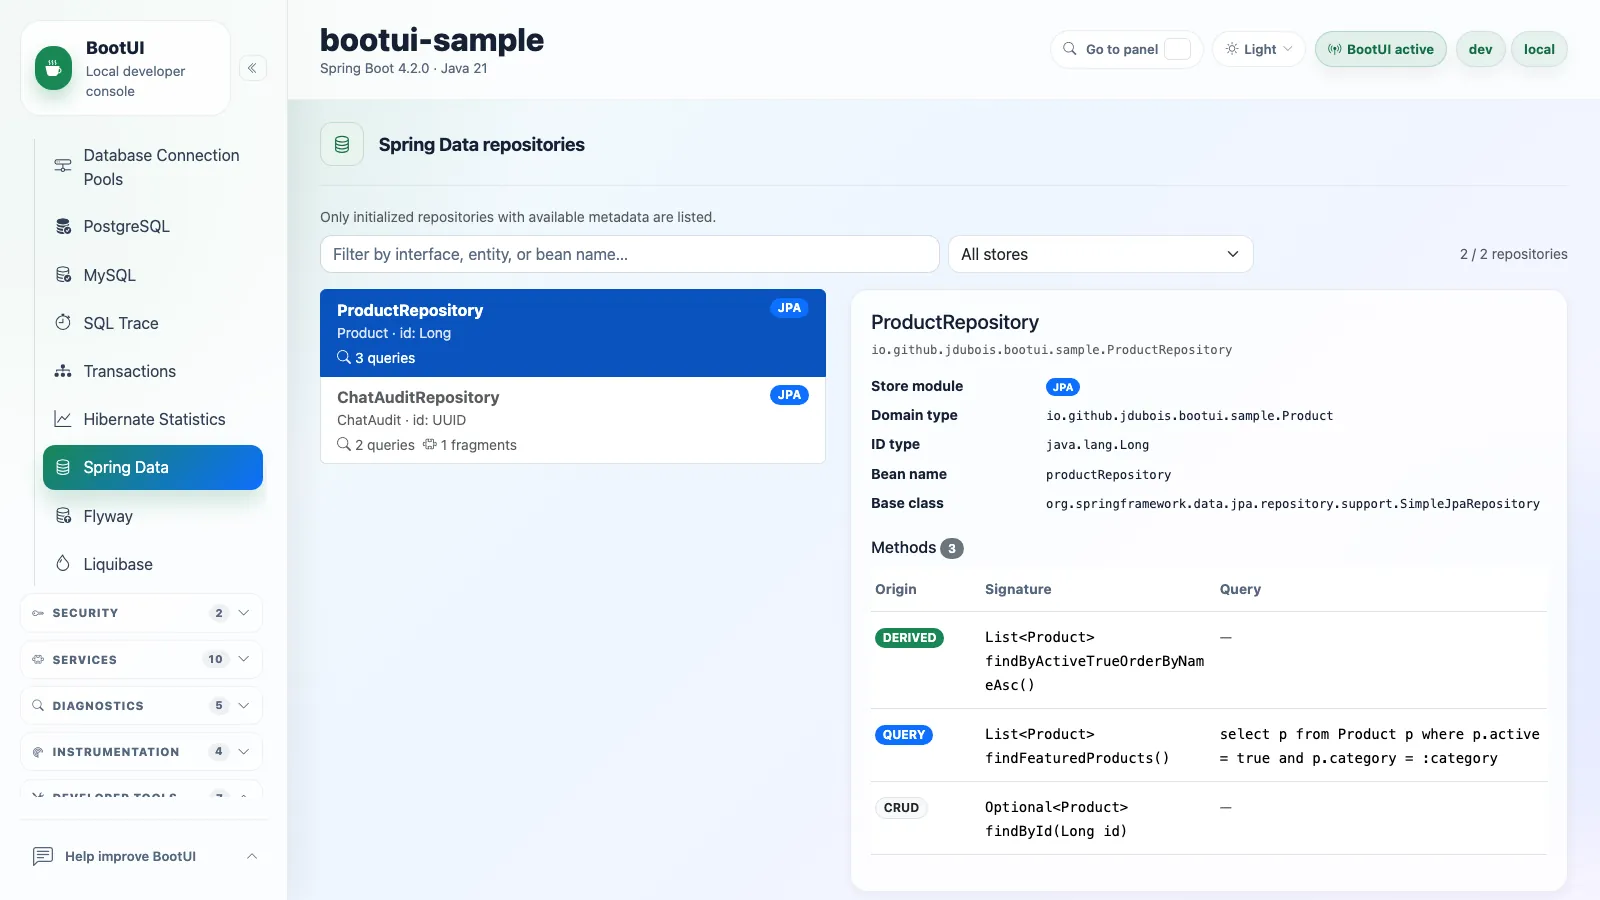 BootUI
Local developer
console
Database Connection
Pools
PostgreSQL
MySQL
SQL Trace
Transactions
Hibernate Statistics
Spring Data
Flyway
Liquibase
SECURITY 2
SERVICES 10
DIAGNOSTICS 5
INSTRUMENTATION 4
DEVELOPER TOOLS 7
Help improve BootUI
bootui-sample
Spring Boot 4.2.0 · Java 21
Go to panel
Light
BootUI active
dev
local
Spring Data repositories
Only initialized repositories with available metadata are listed.
Filter by interface, entity, or bean name...
All stores
2 / 2 repositories
ProductRepository JPA
Product · id: Long
3 queries
ChatAuditRepository JPA
ChatAudit · id: UUID
2 queries 1 fragments
ProductRepository
io.github.jdubois.bootui.sample.ProductRepository
Store module JPA
Domain type io.github.jdubois.bootui.sample.Product
ID type java.lang.Long
Bean name productRepository
Base class org.springframework.data.jpa.repository.support.SimpleJpaRepository
Methods 3
Origin Signature Query
DERIVED List<Product> —
findByActiveTrueOrderByNam
eAsc()
QUERY List<Product> select p from Product p where p.active
findFeaturedProducts() = true and p.category = :category
CRUD Optional<Product> —
findById(Long id)